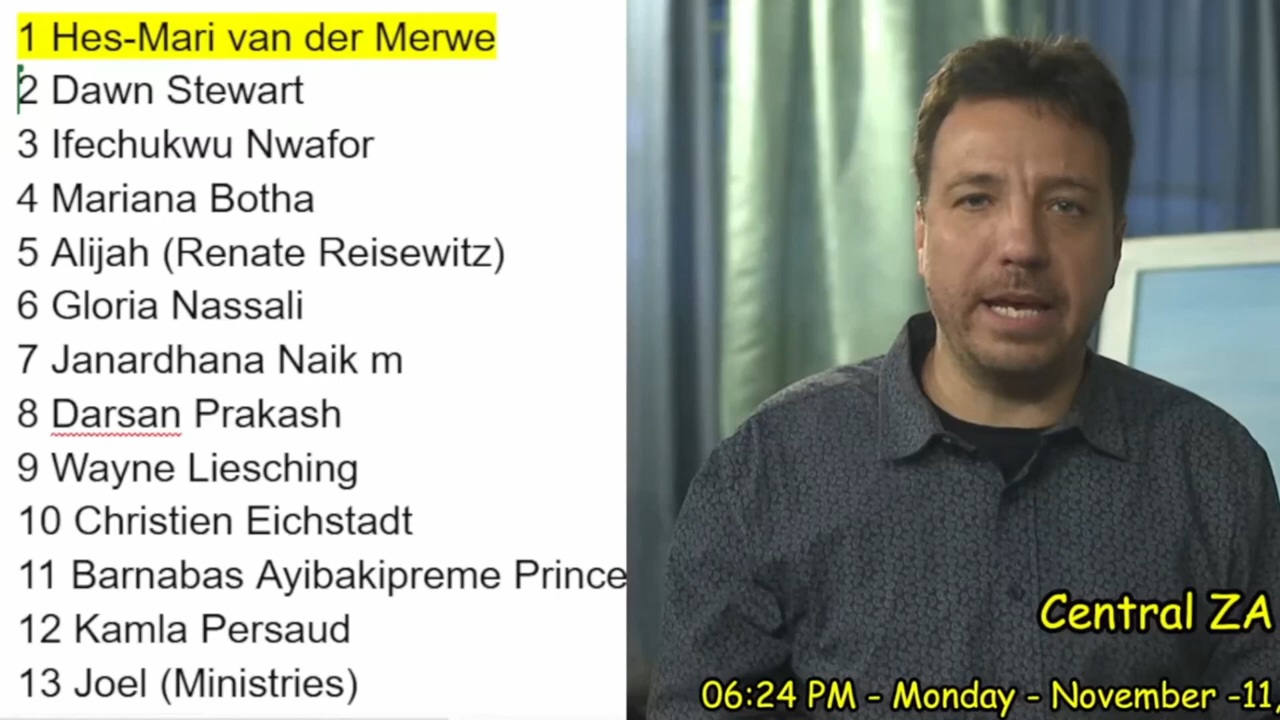 1 Hes-Mari van der Merwe
2 Dawn Stewart
3 Ifechukwu Nwafor
4 Mariana Botha
5 Alijah (Renate Reisewitz)
6 Gloria Nassali
7 Janardhana Naik m
8 Darsan Prakash
9 Wayne Liesching
10 Christien Eichstadt
11 Barnabas Ayibakipreme Prince
12 Kamla Persaud
13 Joel (Ministries)
Central ZA
06:24 PM - Monday - November -11,